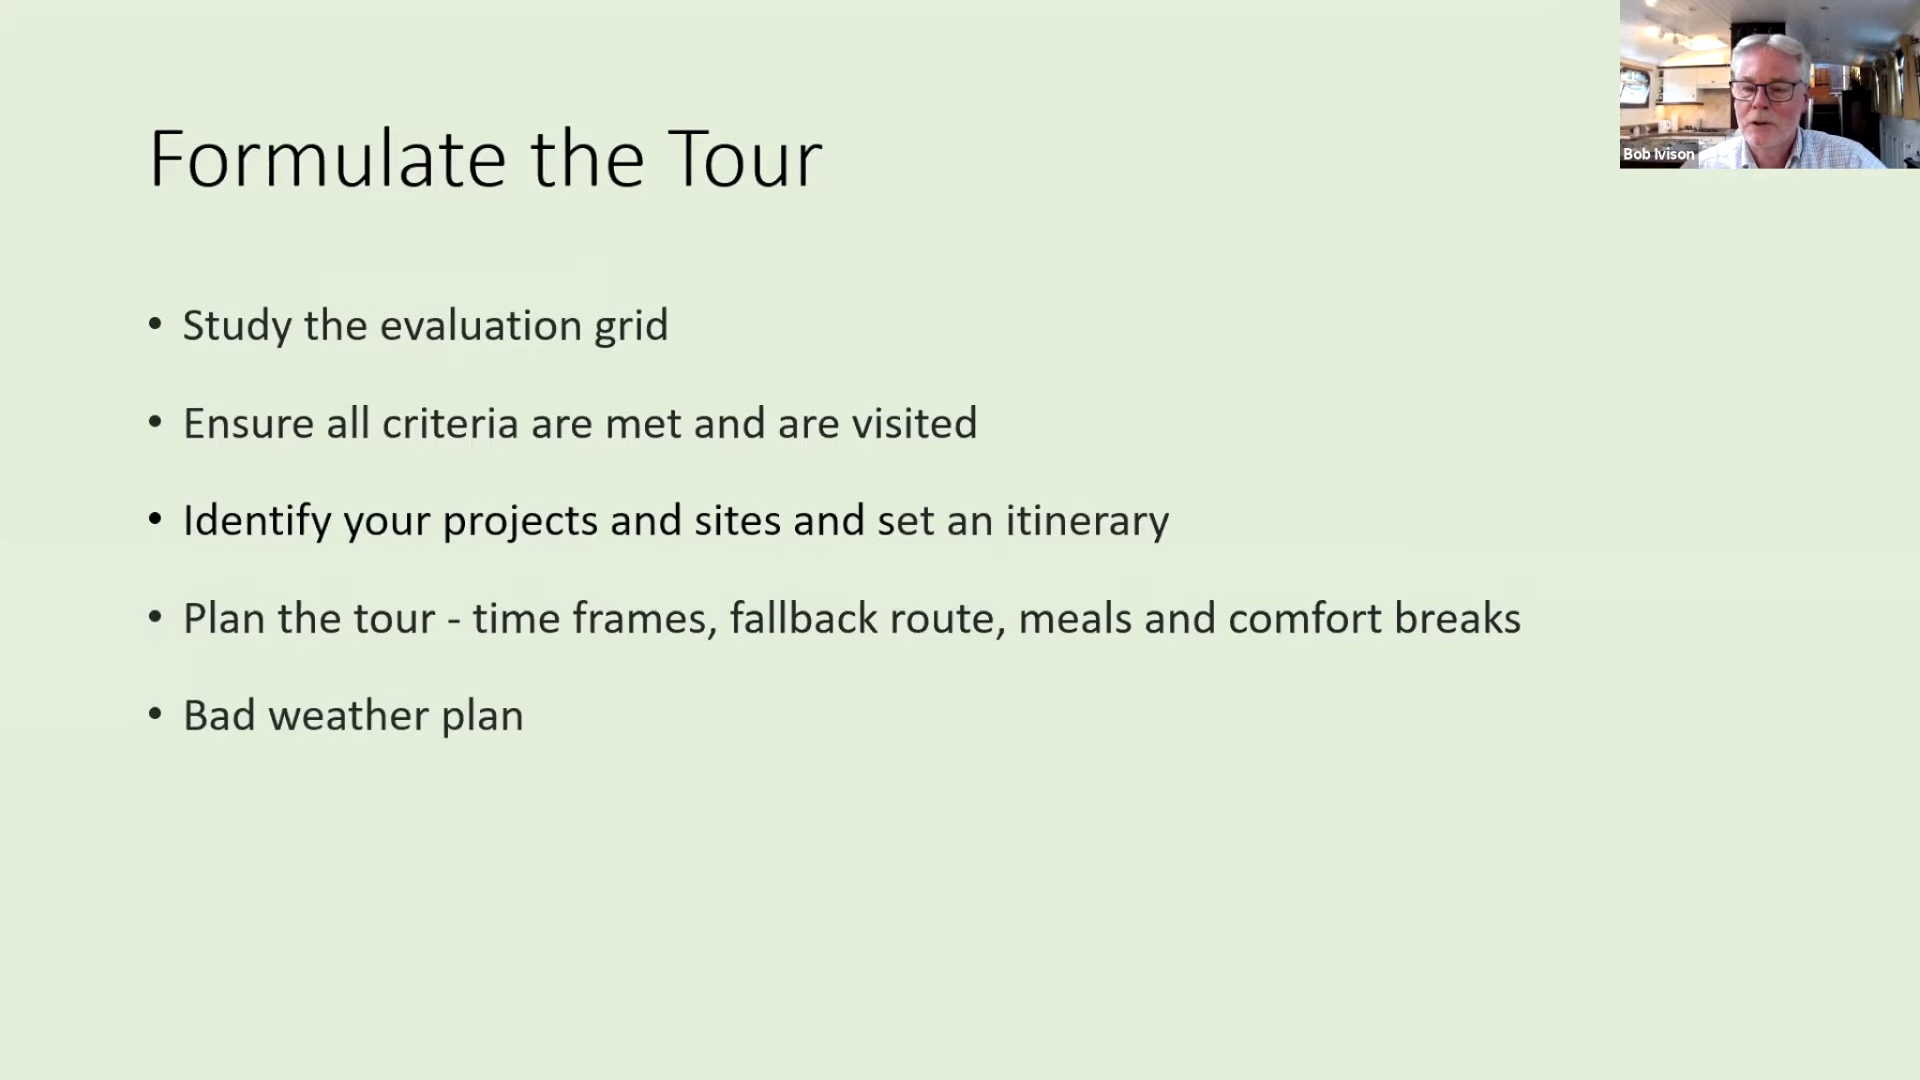 Formulate the Tour
• Study the evaluation grid
• Ensure all criteria are met and are visited
• Identify your projects and sites and set an itinerary
• Plan the tour - time frames, fallback route, meals and comfort breaks
• Bad weather plan
Bob Ivison